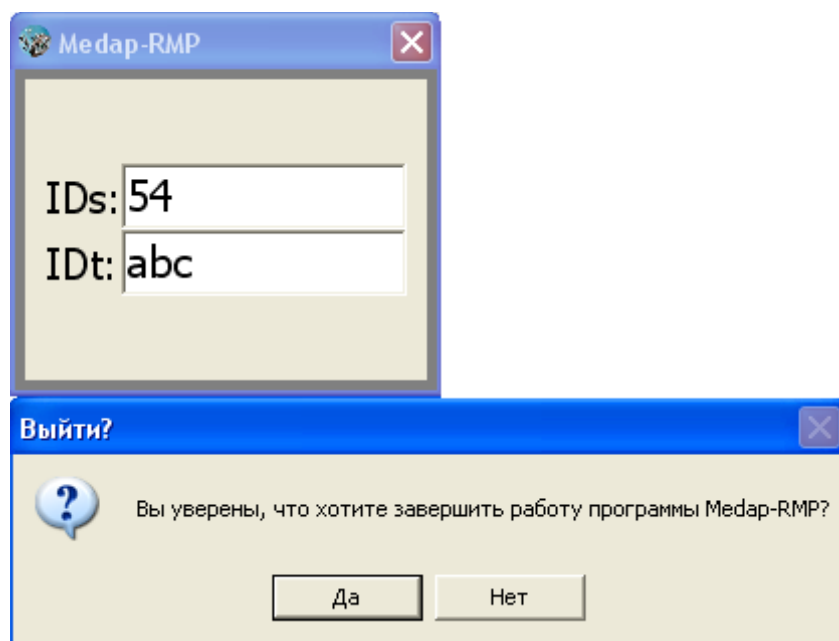 Medap-RMP
IDs: 54
IDt: abc
Выйти?
Вы уверены, что хотите завершить работу программы Medap-RMP?
Да Нет